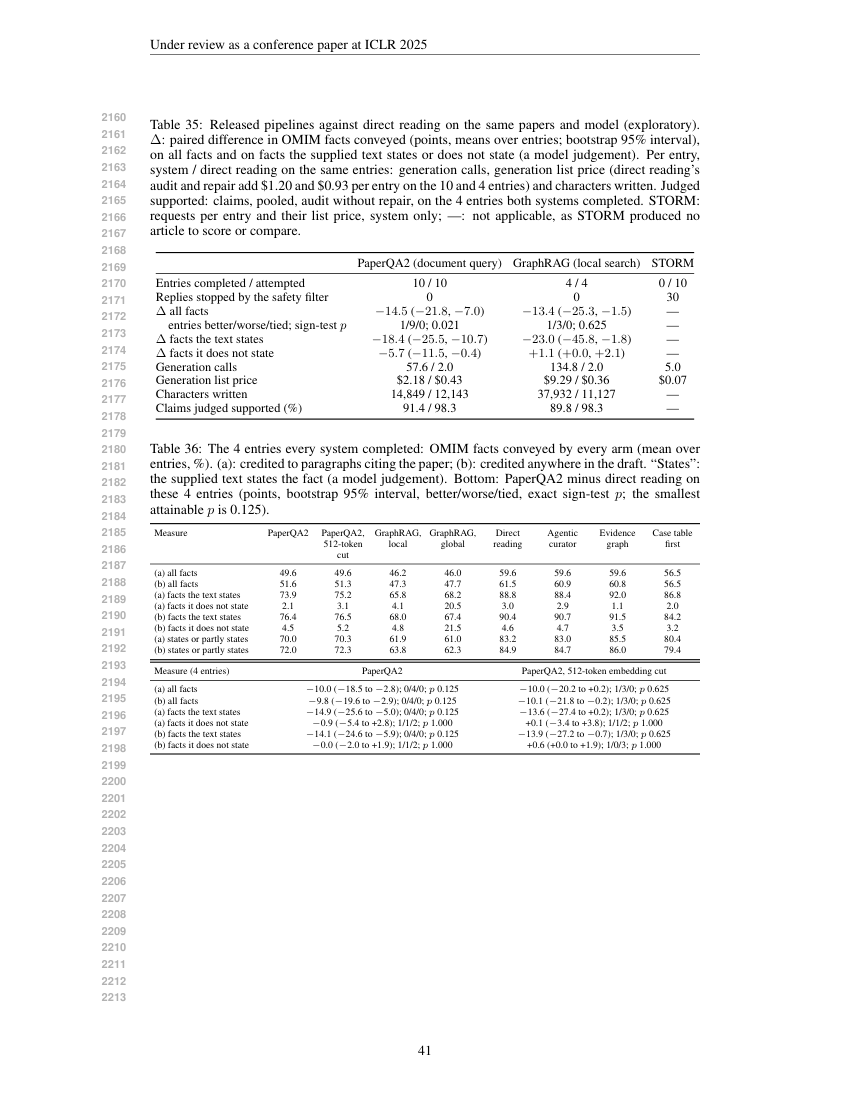 Under review as a conference paper at ICLR 2025
2160
2161
2162
2163
2164
2165
2166
2167
2168
2169
2170
2171
2172
2173
2174
2175
2176
2177
2178
2179
2180
2181
2182
2183
2184
2185
2186
2187
2188
2189
2190
2191
2192
2193
2194
2195
2196
2197
2198
2199
2200
2201
2202
2203
2204
2205
2206
2207
2208
2209
2210
2211
2212
2213
Table 35: Released pipelines against direct reading on the same papers and model (exploratory).
Δ: paired difference in OMIM facts conveyed (points, means over entries; bootstrap 95% interval),
on all facts and on facts the supplied text states or does not state (a model judgement). Per entry,
system / direct reading on the same entries: generation calls, generation list price (direct reading's
audit and repair add $1.20 and $0.93 per entry on the 10 and 4 entries) and characters written. Judged
supported: claims, pooled, audit without repair, on the 4 entries both systems completed. STORM:
requests per entry and their list price, system only; —: not applicable, as STORM produced no
article to score or compare.
PaperQA2 (document query) GraphRAG (local search) STORM
Entries completed / attempted 10 / 10 4 / 4 0 / 10
Replies stopped by the safety filter 0 0 30
Δ all facts −14.5 (−21.8, −7.0) −13.4 (−25.3, −1.5) —
entries better/worse/tied; sign-test p 1/9/0; 0.021 1/3/0; 0.625 —
Δ facts the text states −18.4 (−25.5, −10.7) −23.0 (−45.8, −1.8) —
Δ facts it does not state −5.7 (−11.5, −0.4) +1.1 (+0.0, +2.1) —
Generation calls 57.6 / 2.0 134.8 / 2.0 5.0
Generation list price $2.18 / $0.43 $9.29 / $0.36 $0.07
Characters written 14,849 / 12,143 37,932 / 11,127 —
Claims judged supported (%) 91.4 / 98.3 89.8 / 98.3 —
Table 36: The 4 entries every system completed: OMIM facts conveyed by every arm (mean over
entries, %). (a): credited to paragraphs citing the paper; (b): credited anywhere in the draft. "States":
the supplied text states the fact (a model judgement). Bottom: PaperQA2 minus direct reading on
these 4 entries (points, bootstrap 95% interval, better/worse/tied, exact sign-test p; the smallest
attainable p is 0.125).
Measure PaperQA2 PaperQA2, GraphRAG, GraphRAG, Direct Agentic Evidence Case table
512-token local global reading curator graph first
cut
(a) all facts 49.6 49.6 46.2 46.0 59.6 59.6 59.6 56.5
(b) all facts 51.6 51.3 47.3 47.7 61.5 60.9 60.8 56.5
(a) facts the text states 73.9 75.2 65.8 68.2 88.8 88.4 92.0 86.8
(a) facts it does not state 2.1 3.1 4.1 20.5 3.0 2.9 1.1 2.0
(b) facts the text states 76.4 76.5 68.0 67.4 90.4 90.7 91.5 84.2
(b) facts it does not state 4.5 5.2 4.8 21.5 4.6 4.7 3.5 3.2
(a) states or partly states 70.0 70.3 61.9 61.0 83.2 83.0 85.5 80.4
(b) states or partly states 72.0 72.3 63.8 62.3 84.9 84.7 86.0 79.4
Measure (4 entries) PaperQA2 PaperQA2, 512-token embedding cut
(a) all facts −10.0 (−18.5 to −2.8); 0/4/0; p 0.125 −10.0 (−20.2 to +0.2); 1/3/0; p 0.625
(b) all facts −9.8 (−19.6 to −2.9); 0/4/0; p 0.125 −10.1 (−21.8 to −0.2); 1/3/0; p 0.625
(a) facts the text states −14.9 (−25.6 to −5.0); 0/4/0; p 0.125 −13.6 (−27.4 to +0.2); 1/3/0; p 0.625
(a) facts it does not state −0.9 (−5.4 to +2.8); 1/1/2; p 1.000 +0.1 (−3.4 to +3.8); 1/1/2; p 1.000
(b) facts the text states −14.1 (−24.6 to −5.9); 0/4/0; p 0.125 −13.9 (−27.2 to −0.7); 1/3/0; p 0.625
(b) facts it does not state −0.0 (−2.0 to +1.9); 1/1/2; p 1.000 +0.6 (+0.0 to +1.9); 1/0/3; p 1.000
41